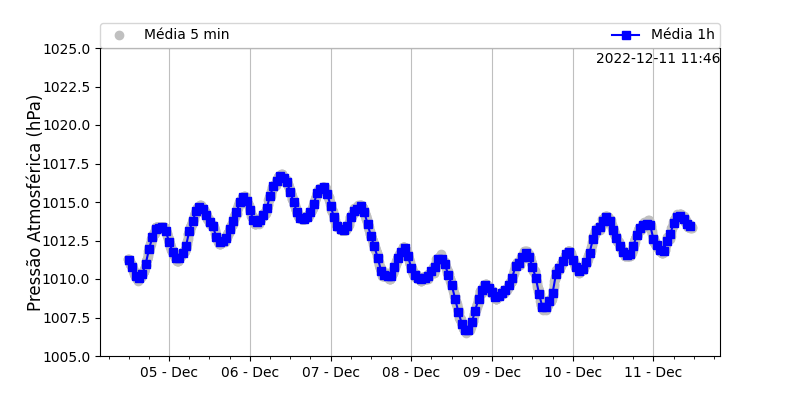 Média 5 min
Média 1h
2022-12-11 11:46
Pressão Atmosférica (hPa)
1025.0
1022.5
1020.0
1017.5
1015.0
1012.5
1010.0
1007.5
1005.0
05 - Dec
06 - Dec
07 - Dec
08 - Dec
09 - Dec
10 - Dec
11 - Dec